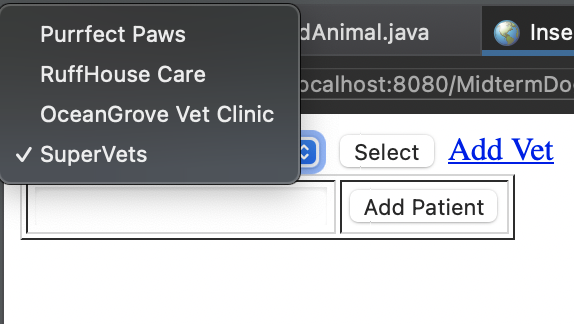 Purrfect Paws
dAnimal.java
Inse
RuffHouse Care
ocalhost:8080/MidtermDo
OceanGrove Vet Clinic
✓ SuperVets
Select Add Vet
Add Patient